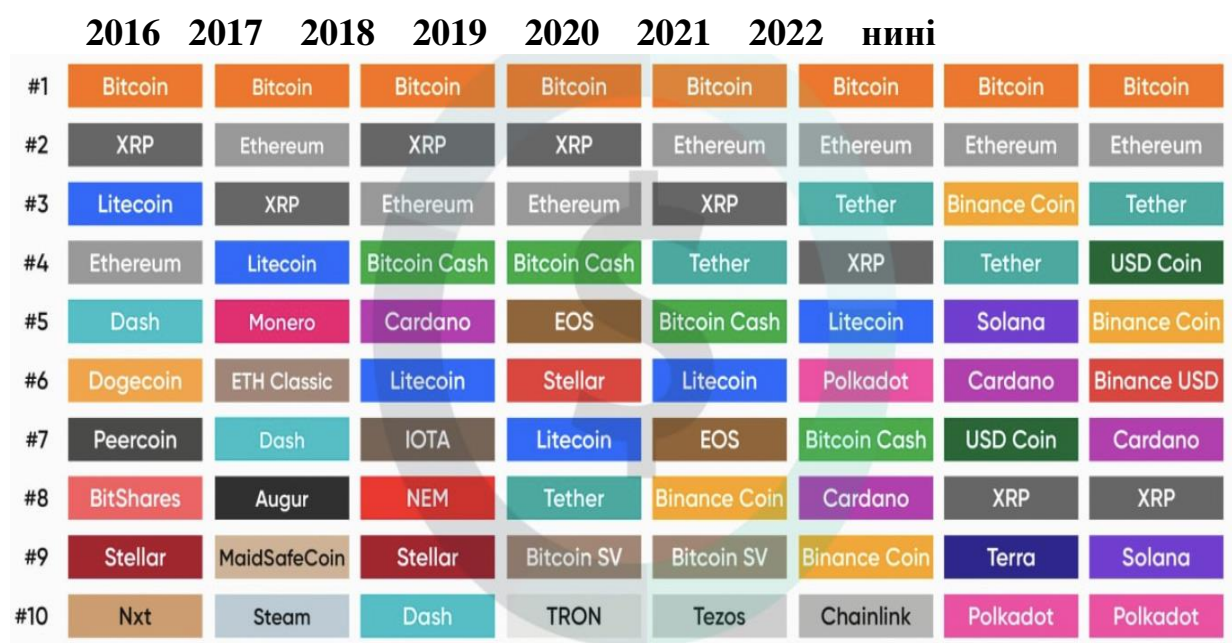 2016 2017 2018 2019 2020 2021 2022 нині
#1 Bitcoin Bitcoin Bitcoin Bitcoin Bitcoin Bitcoin Bitcoin Bitcoin
#2 XRP Ethereum XRP XRP Ethereum Ethereum Ethereum Ethereum
#3 Litecoin XRP Ethereum Ethereum XRP Tether Binance Coin Tether
#4 Ethereum Litecoin Bitcoin Cash Bitcoin Cash Tether XRP Tether USD Coin
#5 Dash Monero Cardano EOS Bitcoin Cash Litecoin Solana Binance Coin
#6 Dogecoin ETH Classic Litecoin Stellar Litecoin Polkadot Cardano Binance USD
#7 Peercoin Dash IOTA Litecoin EOS Bitcoin Cash USD Coin Cardano
#8 BitShares Augur NEM Tether Binance Coin Cardano XRP XRP
#9 Stellar MaidSafeCoin Stellar Bitcoin SV Bitcoin SV Binance Coin Terra Solana
#10 Nxt Steam Dash TRON Tezos Chainlink Polkadot Polkadot